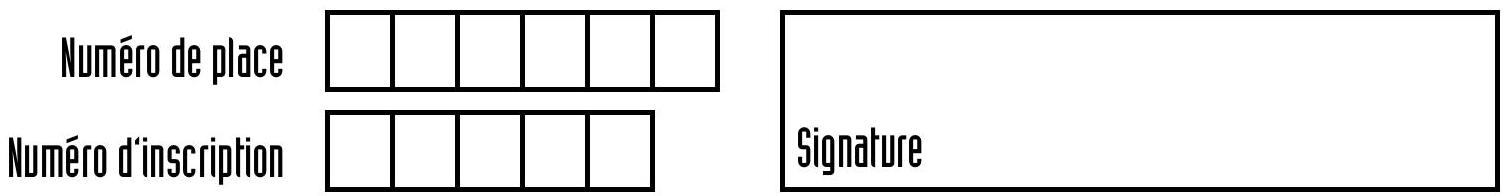 Numéro de place
Numéro d'inscription
Signature